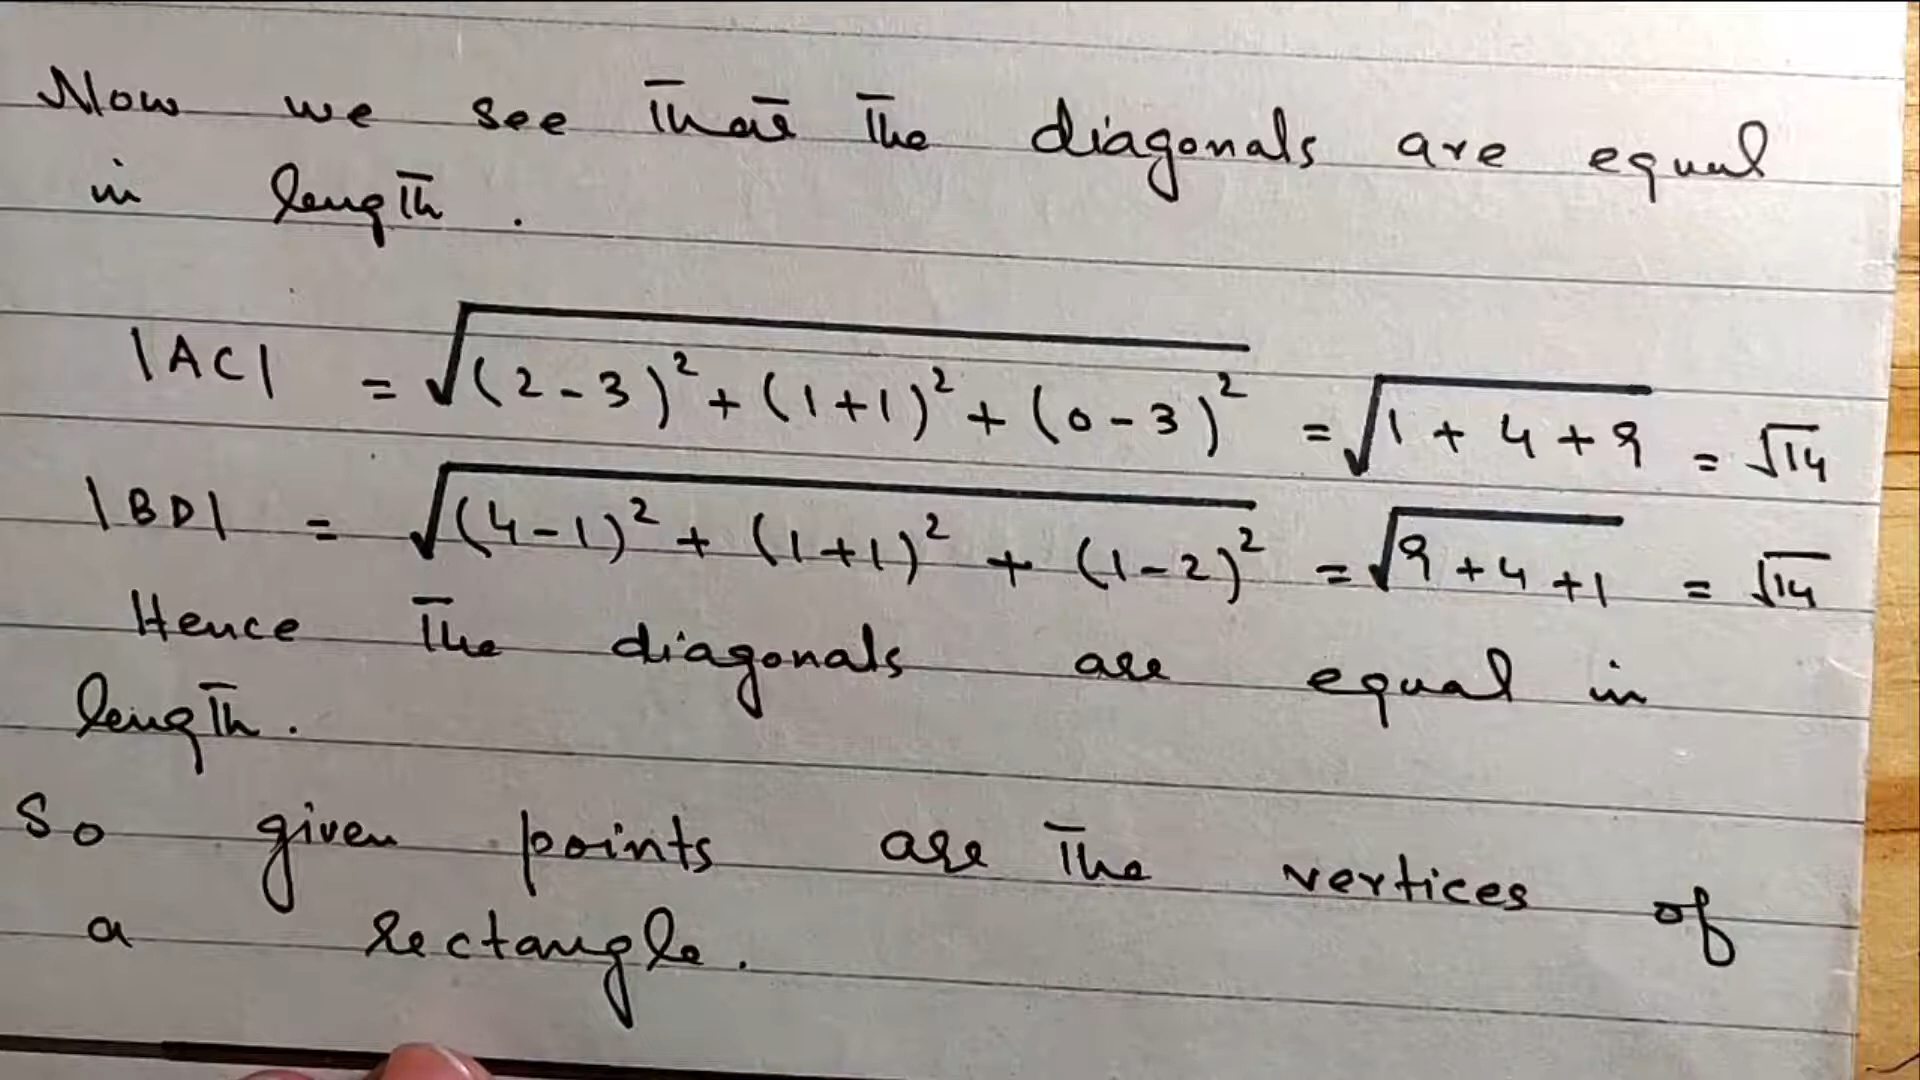 Now we see that the diagonals are equal
in length.
|AC| = √(2-3)² + (1+1)² + (0-3)² = √1 + 4 + 9 = √14
|BD| = √(4-1)² + (1+1)² + (1-2)² = √9 + 4 + 1 = √14
Hence the diagonals are equal in
length.
So given points are the vertices of
a rectangle.